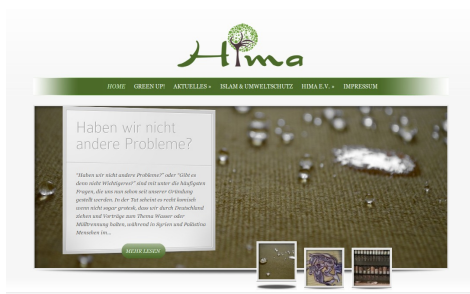 Hima
HOME GREEN UP! AKTUELLES » ISLAM & UMWELTSCHUTZ HIMA E.V. » IMPRESSUM
Haben wir nicht
andere Probleme?
"Haben wir nicht andere Probleme?" oder "Gibt es
denn nicht Wichtigeres?" sind mit unter die häufigsten
Fragen, die uns nun schon seit unserer Gründung
gestellt werden. In der Tat scheint es recht komisch
wenn nicht sogar grotesk, dass wir durch Deutschland
ziehen und Vorträge zum Thema Wasser oder
Mülltrennung halten, während in Syrien und Palästina
Menschen im...
MEHR LESEN